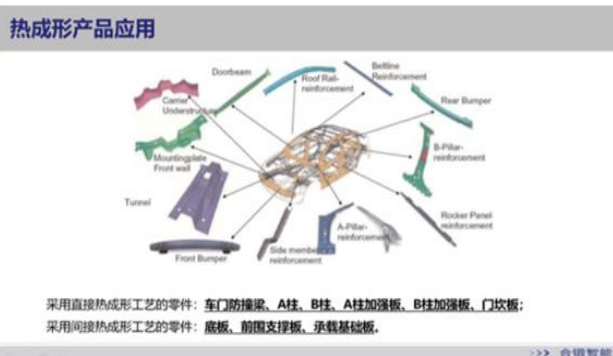 热成形产品应用
Doorbeam
Roof Rail-
reinforcement
Beltline
Reinforcement
Carrier
Understructure
Rear Bumper
Mountingplate
Front wall
B-Pillar-
reinforcement
Tunnel
Rocker Panel-
reinforcement
A-Pillar-
reinforcement
Front Bumper
Side members
reinforcement
采用直接热成形工艺的零件：车门防撞梁、A柱、B柱、A柱加强板、B柱加强板、门坎板；
采用间接热成形工艺的零件：底板、前围支撑板、承载基础板。
>>>